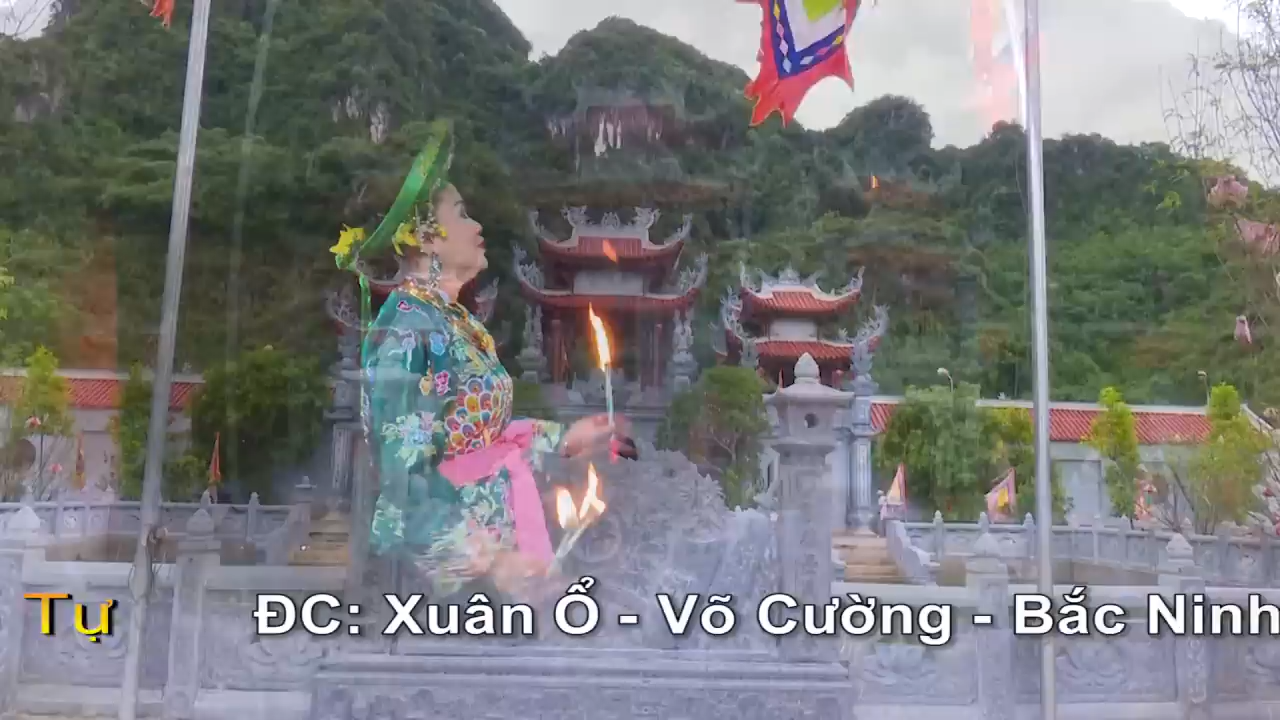 Tự ĐC: Xuân Ổ - Võ Cường - Bắc Ninh